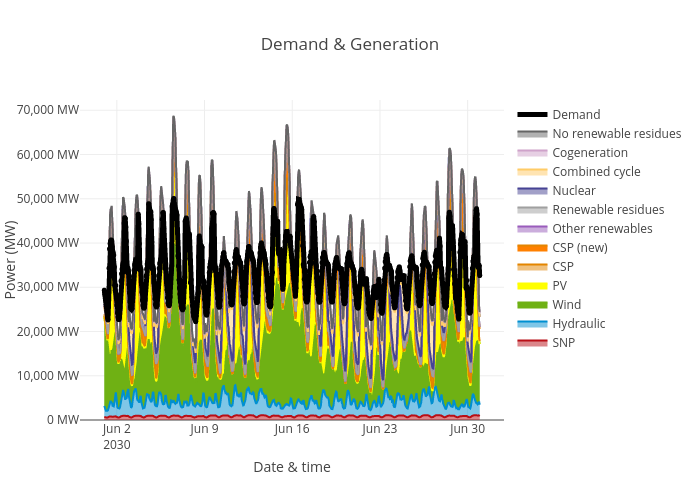 Demand & Generation
70,000 MW
60,000 MW
50,000 MW
40,000 MW
30,000 MW
20,000 MW
10,000 MW
0 MW
Power (MW)
Jun 2
2030
Jun 9
Jun 16
Jun 23
Jun 30
Date & time
Demand
No renewable residues
Cogeneration
Combined cycle
Nuclear
Renewable residues
Other renewables
CSP (new)
CSP
PV
Wind
Hydraulic
SNP